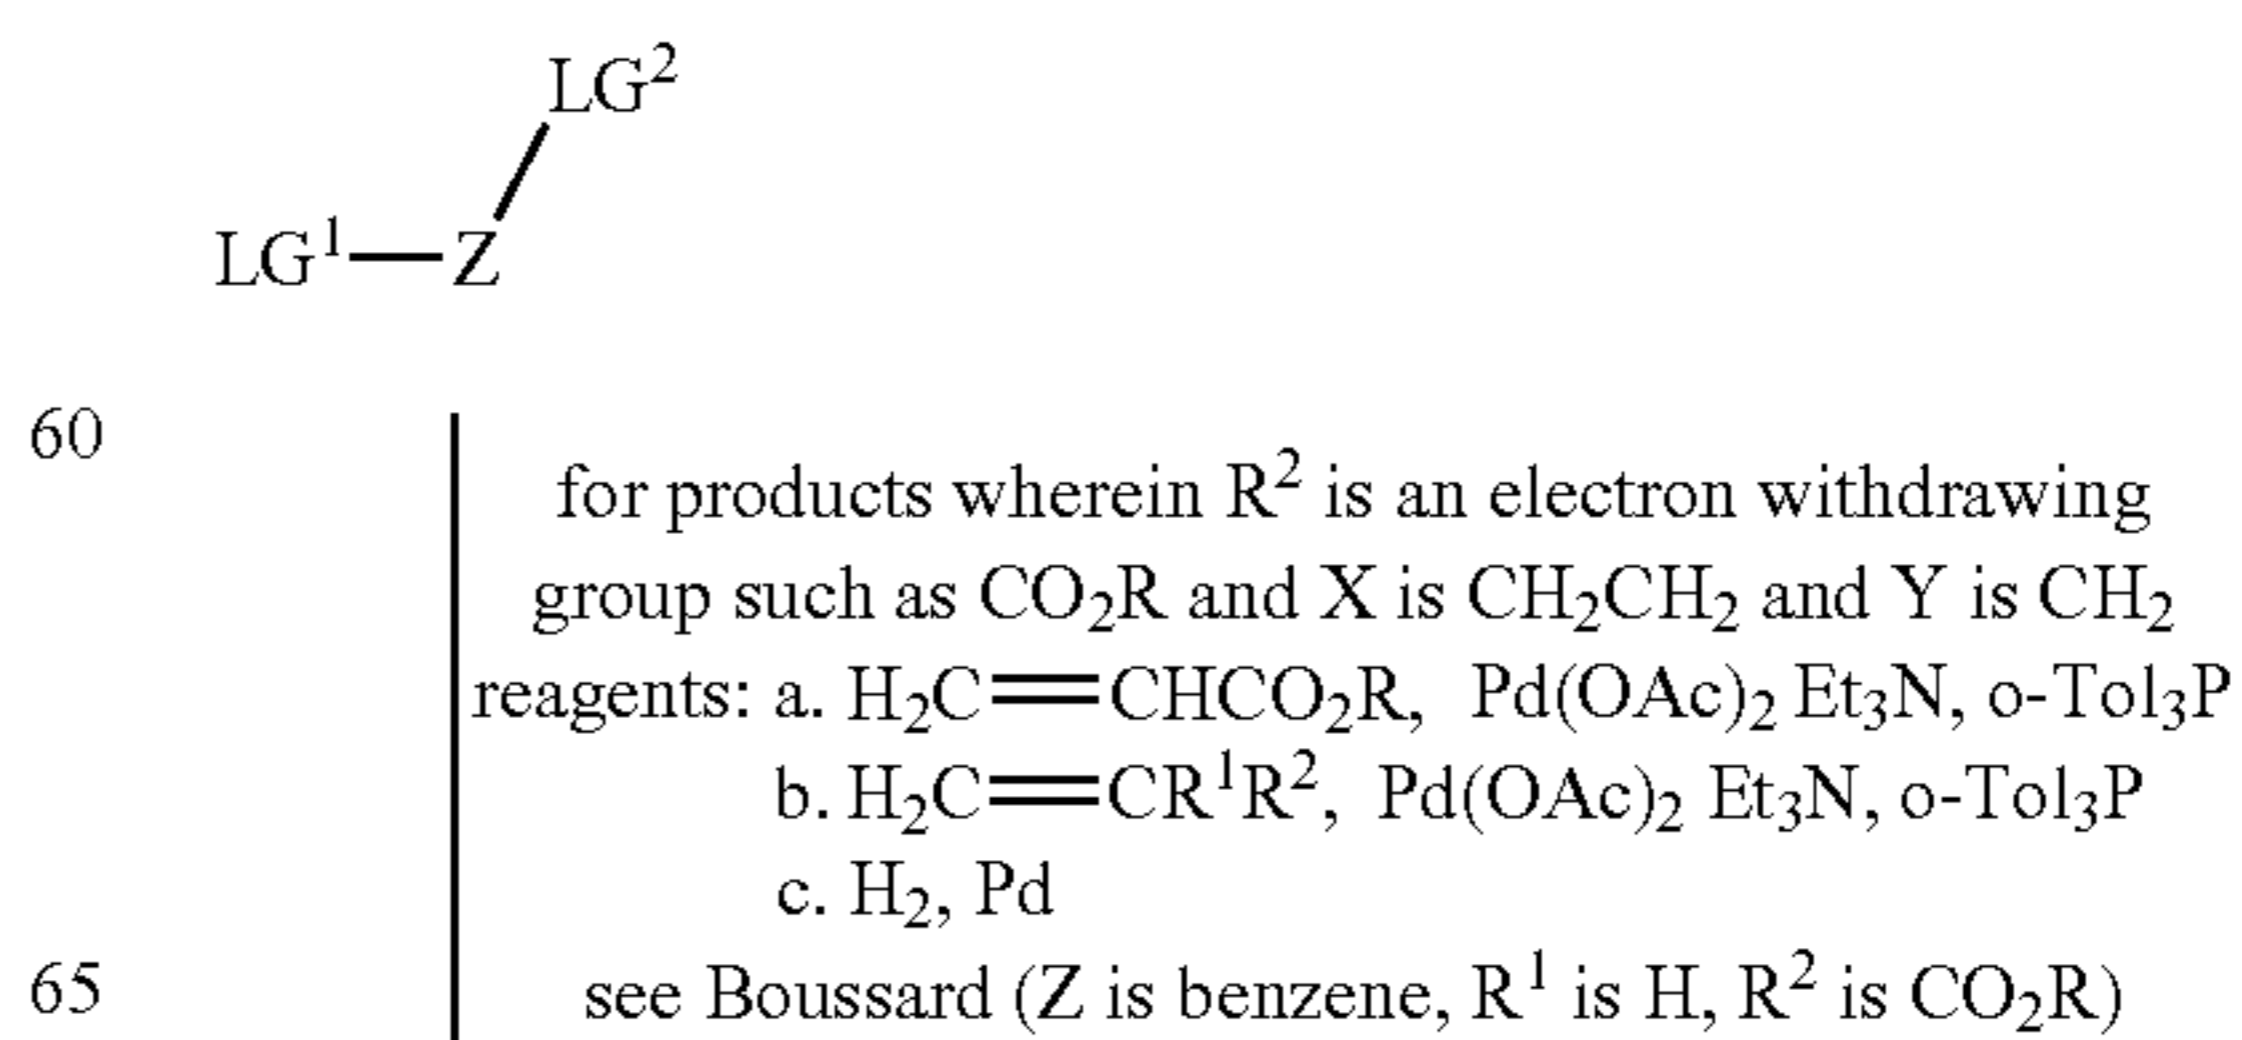 LG²
LG¹—Z
60
for products wherein R² is an electron withdrawing
group such as CO₂R and X is CH₂CH₂ and Y is CH₂
reagents: a. H₂C=CHCO₂R, Pd(OAc)₂ Et₃N, o-Tol₃P
b. H₂C=CR¹R², Pd(OAc)₂ Et₃N, o-Tol₃P
c. H₂, Pd
65 see Boussard (Z is benzene, R¹ is H, R² is CO₂R)